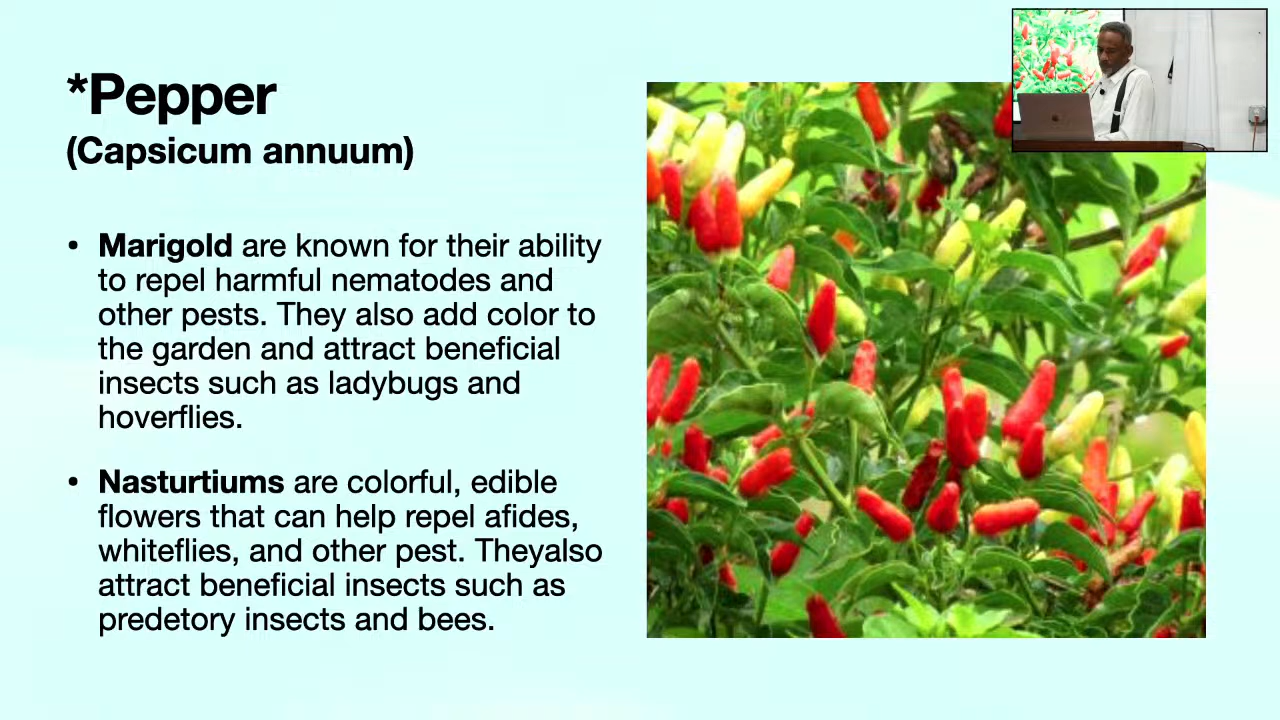 *Pepper
(Capsicum annuum)
• Marigold are known for their ability
to repel harmful nematodes and
other pests. They also add color to
the garden and attract beneficial
insects such as ladybugs and
hoverflies.
• Nasturtiums are colorful, edible
flowers that can help repel afides,
whiteflies, and other pest. Theyalso
attract beneficial insects such as
predetory insects and bees.